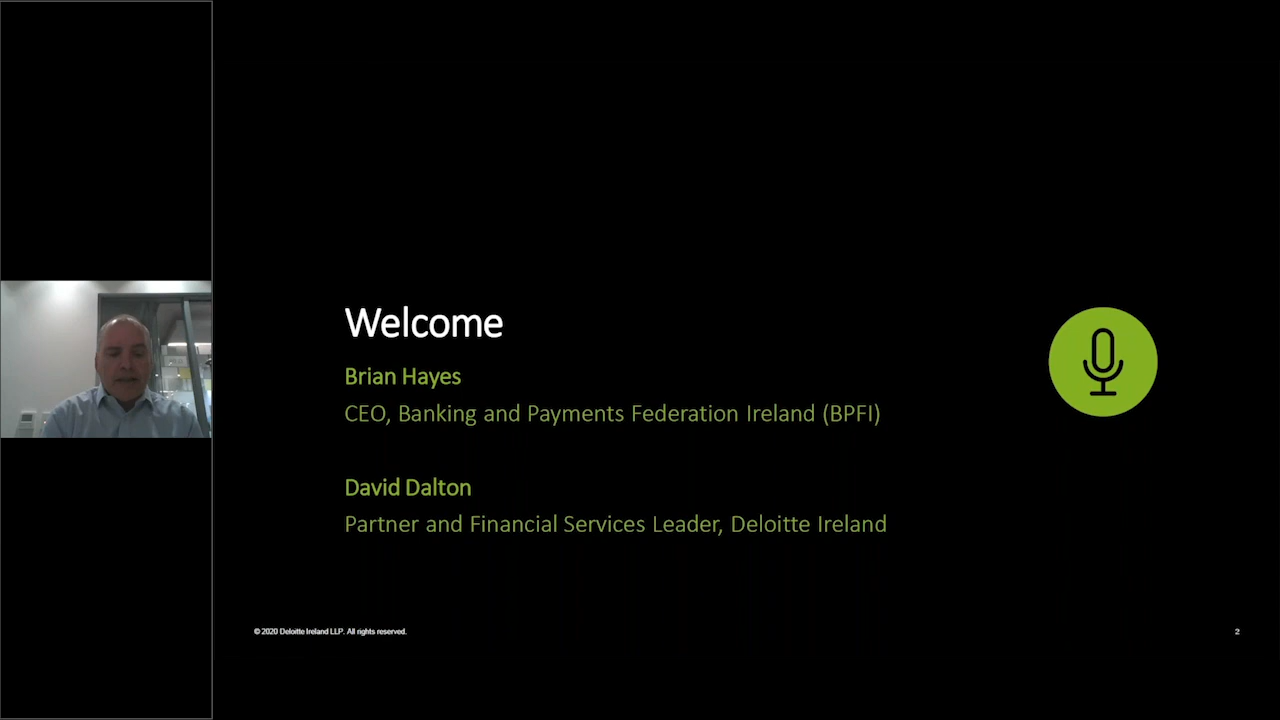 Welcome
Brian Hayes
CEO, Banking and Payments Federation Ireland (BPFI)
David Dalton
Partner and Financial Services Leader, Deloitte Ireland
© 2020 Deloitte Ireland LLP. All rights reserved.
2